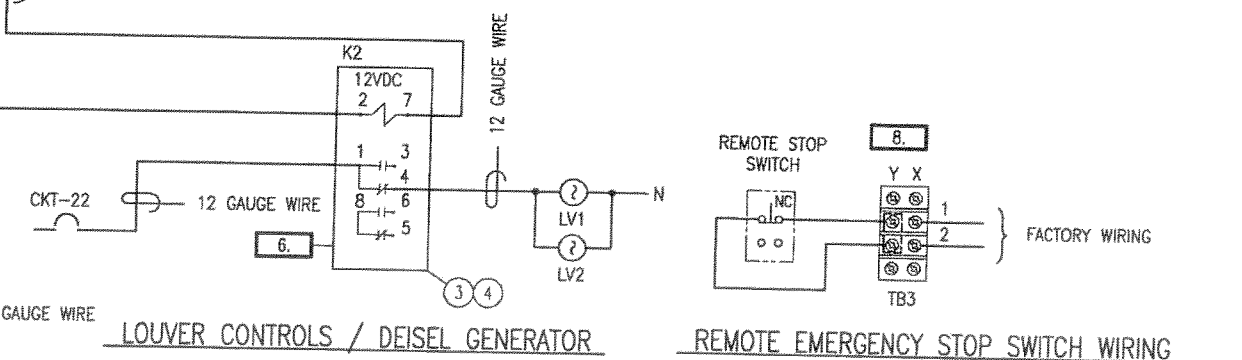 K2
12VDC
2 7
1 3
4
8 6
5
12 GAUGE WIRE
CKT-22
12 GAUGE WIRE
6.
LV1
LV2
N
3 4
GAUGE WIRE
LOUVER CONTROLS / DEISEL GENERATOR
8.
REMOTE STOP
SWITCH
NC
Y X
1
2
FACTORY WIRING
TB3
REMOTE EMERGENCY STOP SWITCH WIRING